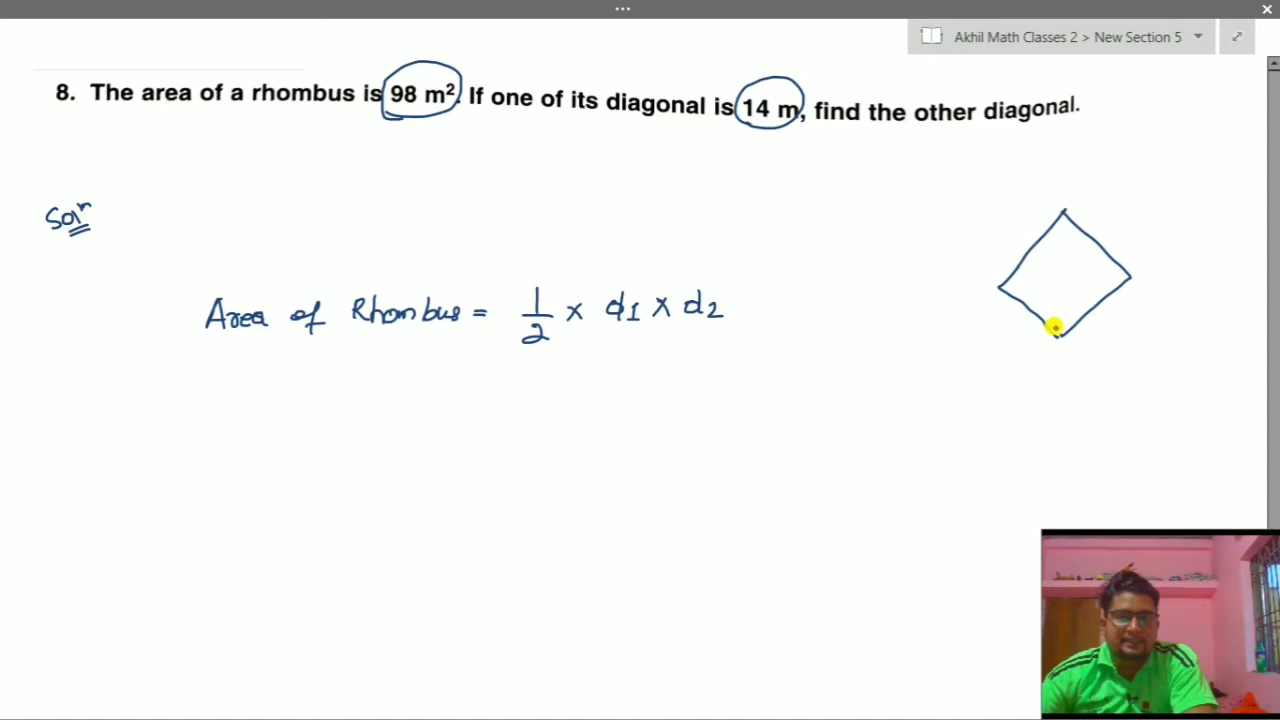 Akhil Math Classes 2 > New Section 5
8. The area of a rhombus is 98 m². If one of its diagonal is 14 m, find the other diagonal.
Solⁿ
Area of Rhombus = 1/2 × d1 × d2